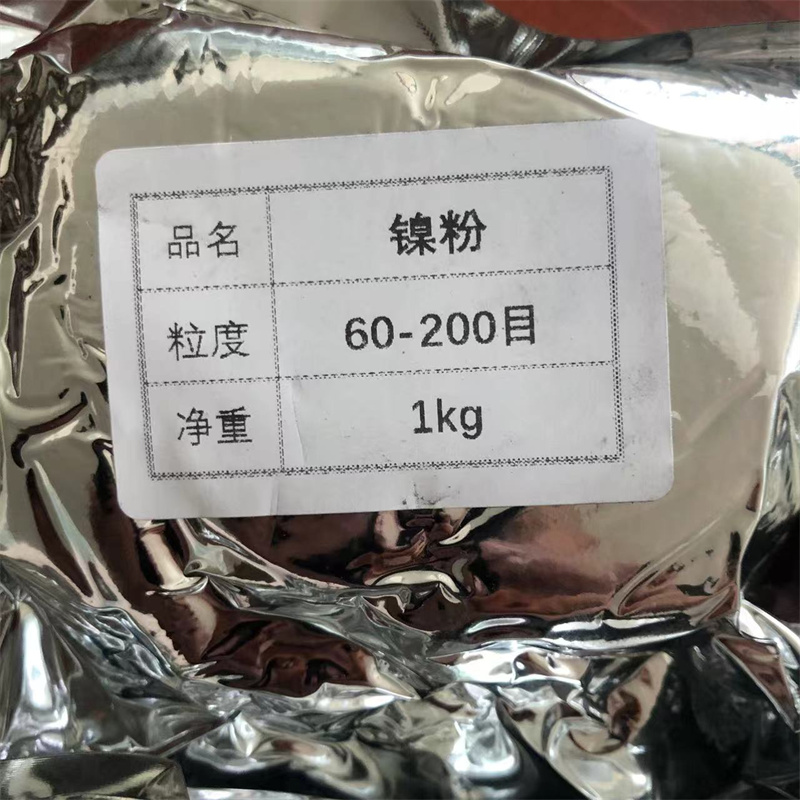 品名 镍粉
粒度 60-200目
净重 1kg